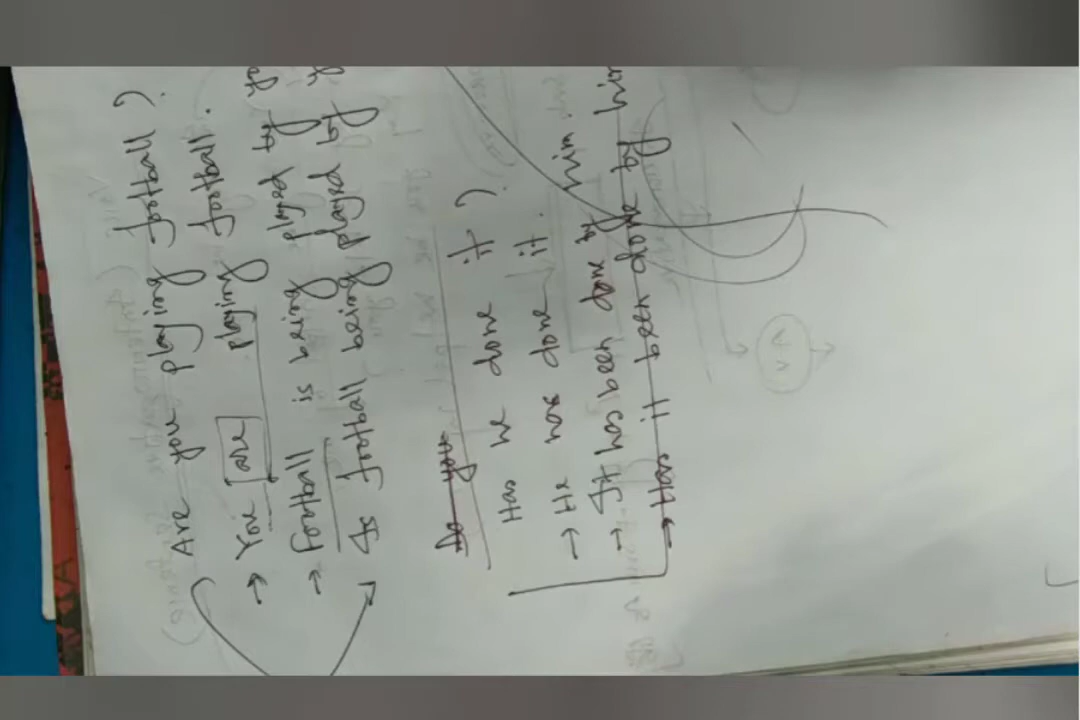 Are you playing football?
→ You are playing football.
→ Football is being played by
Is football being played by
Do you
Has he done it?
→ He has done it.
→ It has been done by him.
→ Has it been done by him